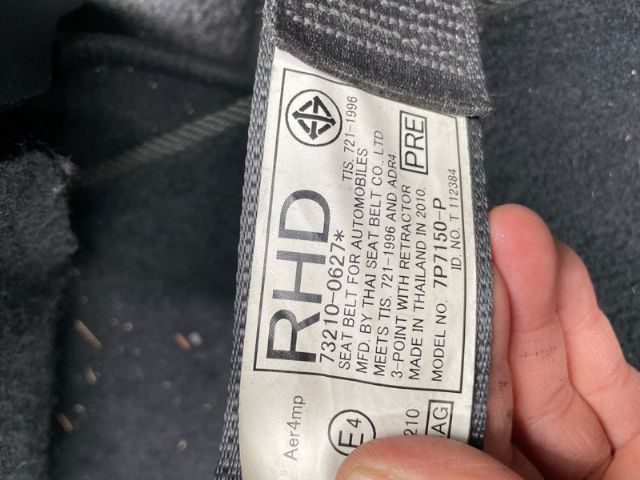 RHD
73210-0627*
TIS. 721-1996
SEAT BELT FOR AUTOMOBILES
MFD. BY THAI SEAT BELT CO., LTD
MEETS TIS. 721-1996 AND ADR4.
3-POINT WITH RETRACTOR
PRE
MADE IN THAILAND IN 2010.
MODEL NO. 7P7150-P
ID. NO. T 112384
Aer4mp
E4
210
AG